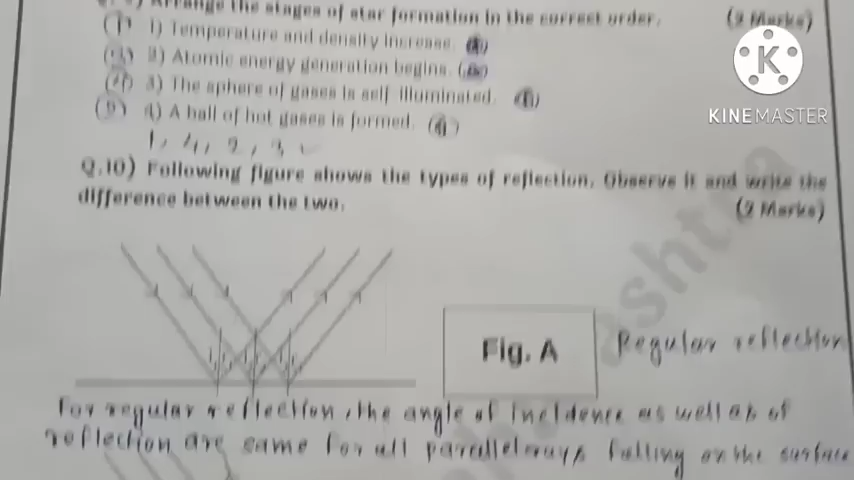 Arrange the stages of star formation in the correct order. (2 Marks)
1) Temperature and density increase.
2) Atomic energy generation begins.
3) The sphere of gases is self illuminated.
4) A ball of hot gases is formed.
1, 4, 2, 3
Q.10) Following figure shows the types of reflection. Observe it and write the
difference between the two. (2 Marks)
Fig. A
Regular reflection
For regular reflection, the angle of incidence as well as of
reflection are same for all parallel rays falling on the surface
K
KINEMASTER